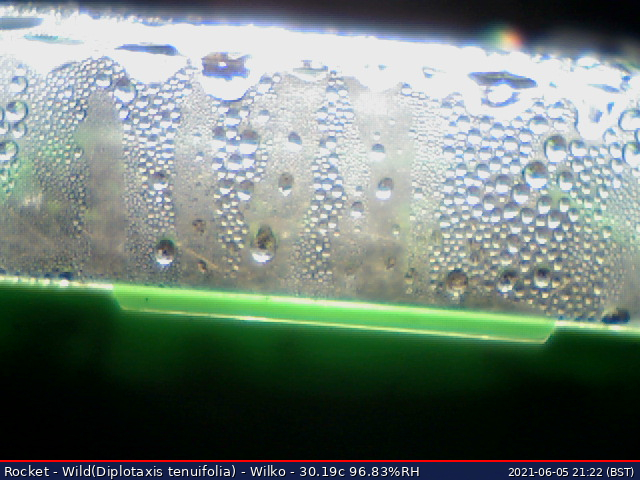 Rocket - Wild(Diplotaxis tenuifolia) - Wilko - 30.19c 96.83%RH
2021-06-05 21:22 (BST)